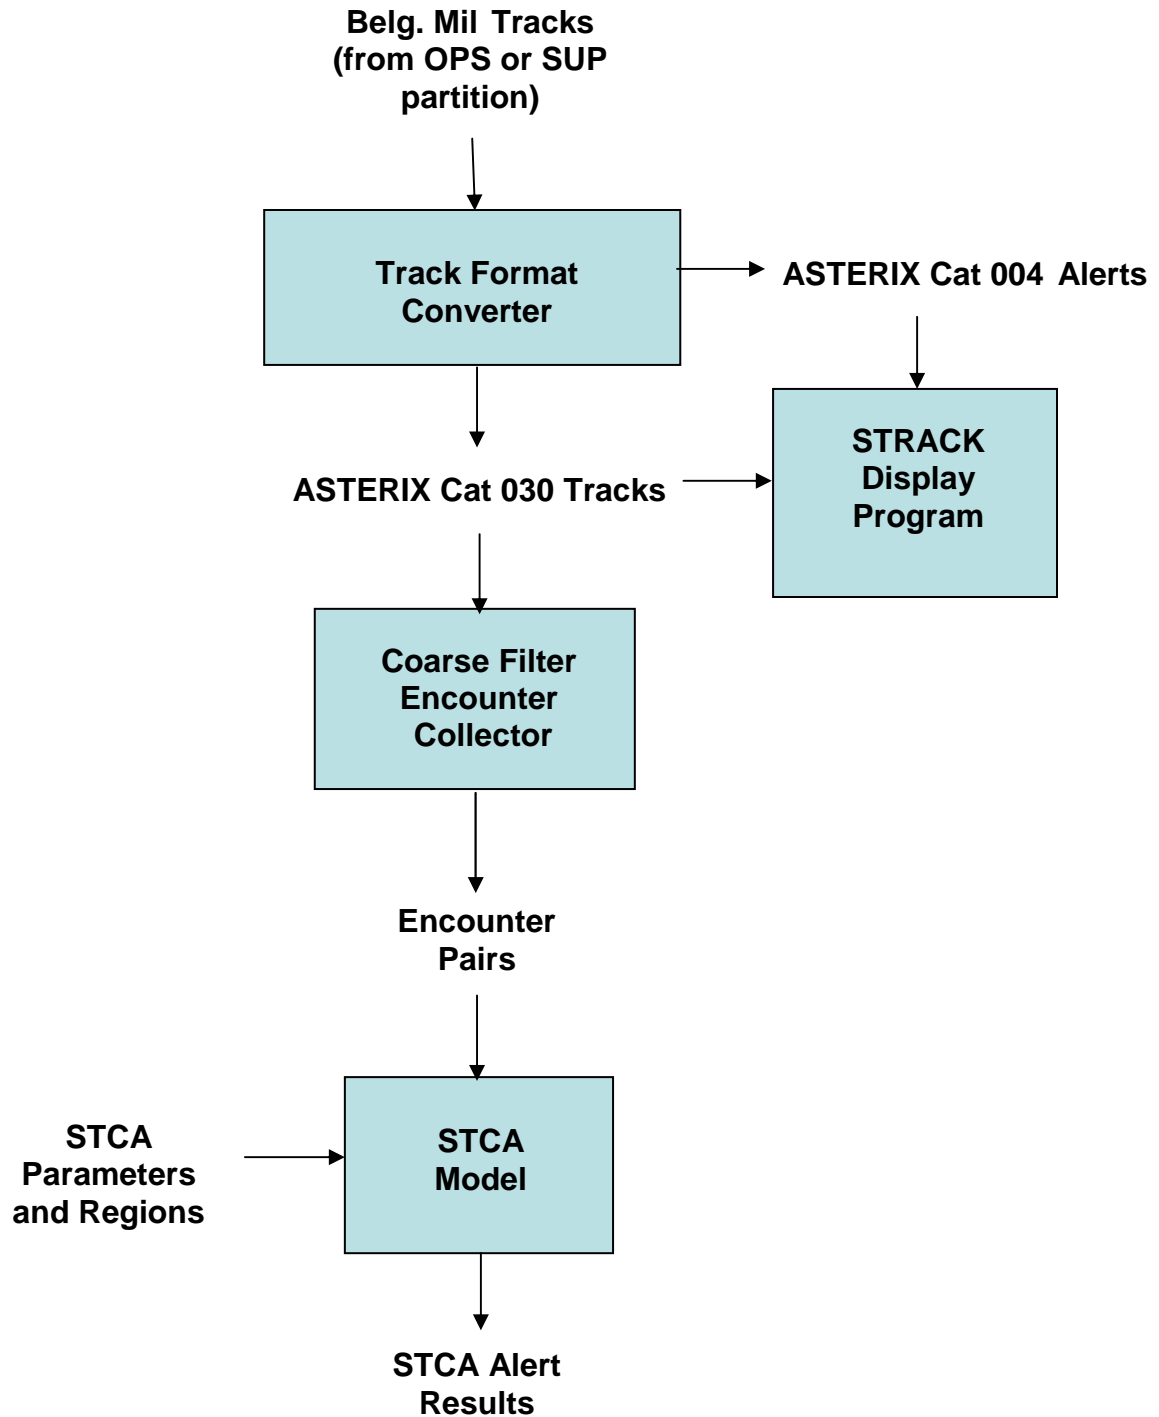 Belg. Mil Tracks
(from OPS or SUP
partition)
Track Format
Converter
ASTERIX Cat 004 Alerts
STRACK
Display
Program
ASTERIX Cat 030 Tracks
Coarse Filter
Encounter
Collector
Encounter
Pairs
STCA
Parameters
and Regions
STCA
Model
STCA Alert
Results